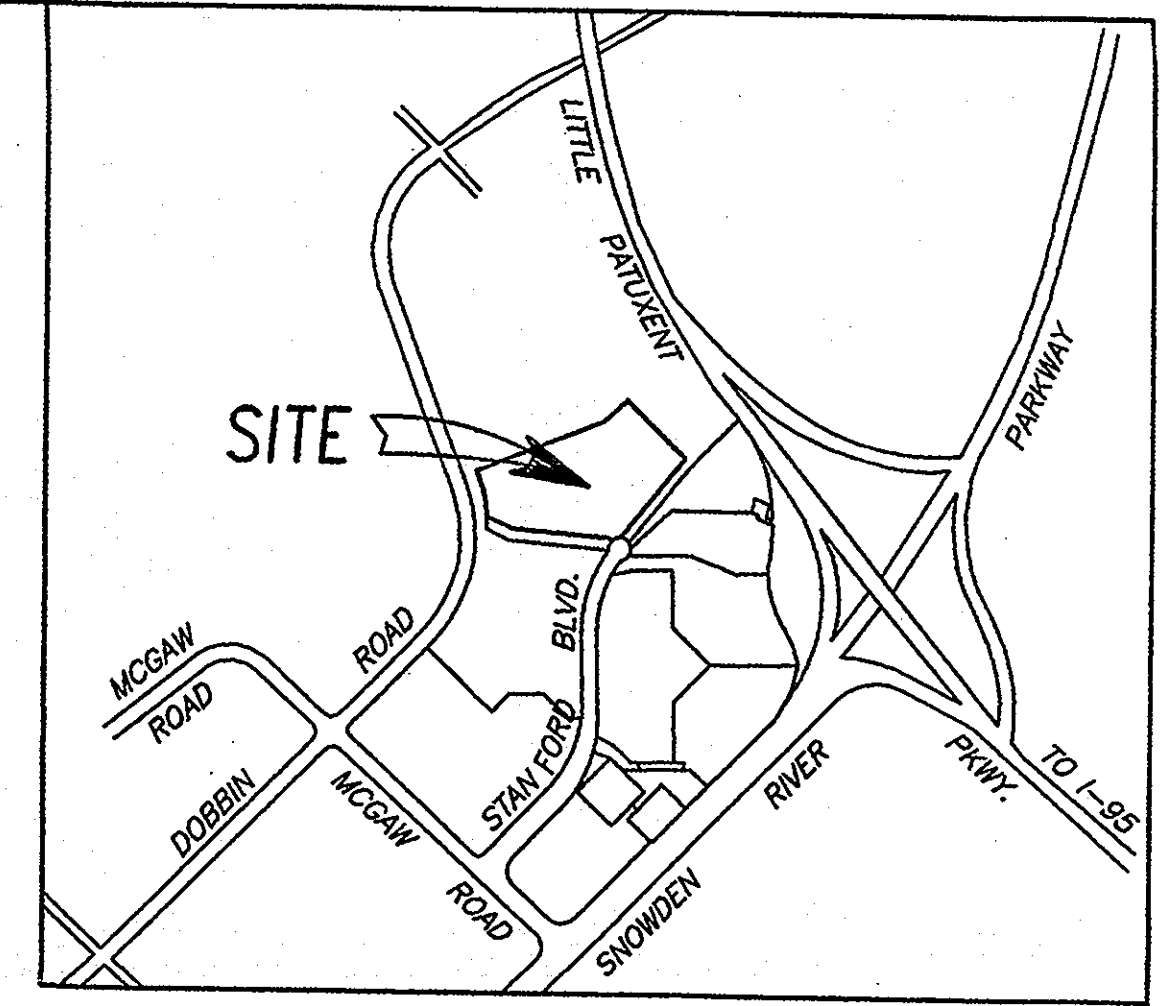 LITTLE
PATUXENT
PARKWAY
SITE
BLVD.
STAN FORD
MCGAW
ROAD
ROAD
DOBBIN
MCGAW
ROAD
SNOWDEN
RIVER
PKWY.
TO I-95